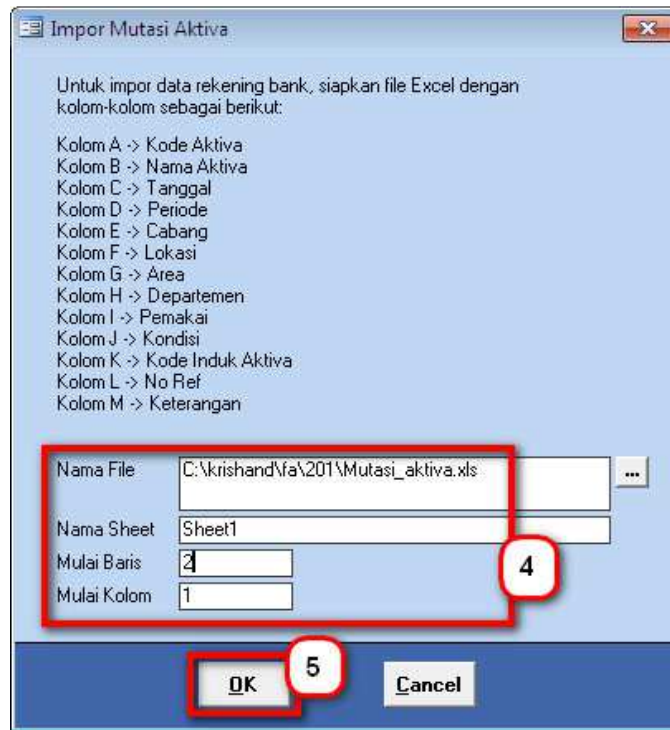 Impor Mutasi Aktiva
Untuk impor data rekening bank, siapkan file Excel dengan
kolom-kolom sebagai berikut:
Kolom A -> Kode Aktiva
Kolom B -> Nama Aktiva
Kolom C -> Tanggal
Kolom D -> Periode
Kolom E -> Cabang
Kolom F -> Lokasi
Kolom G -> Area
Kolom H -> Departemen
Kolom I -> Pemakai
Kolom J -> Kondisi
Kolom K -> Kode Induk Aktiva
Kolom L -> No Ref
Kolom M -> Keterangan
Nama File C:\krishand\fa\201\Mutasi_aktiva.xls ...
Nama Sheet Sheet1
Mulai Baris 2
4
Mulai Kolom 1
5
OK Cancel